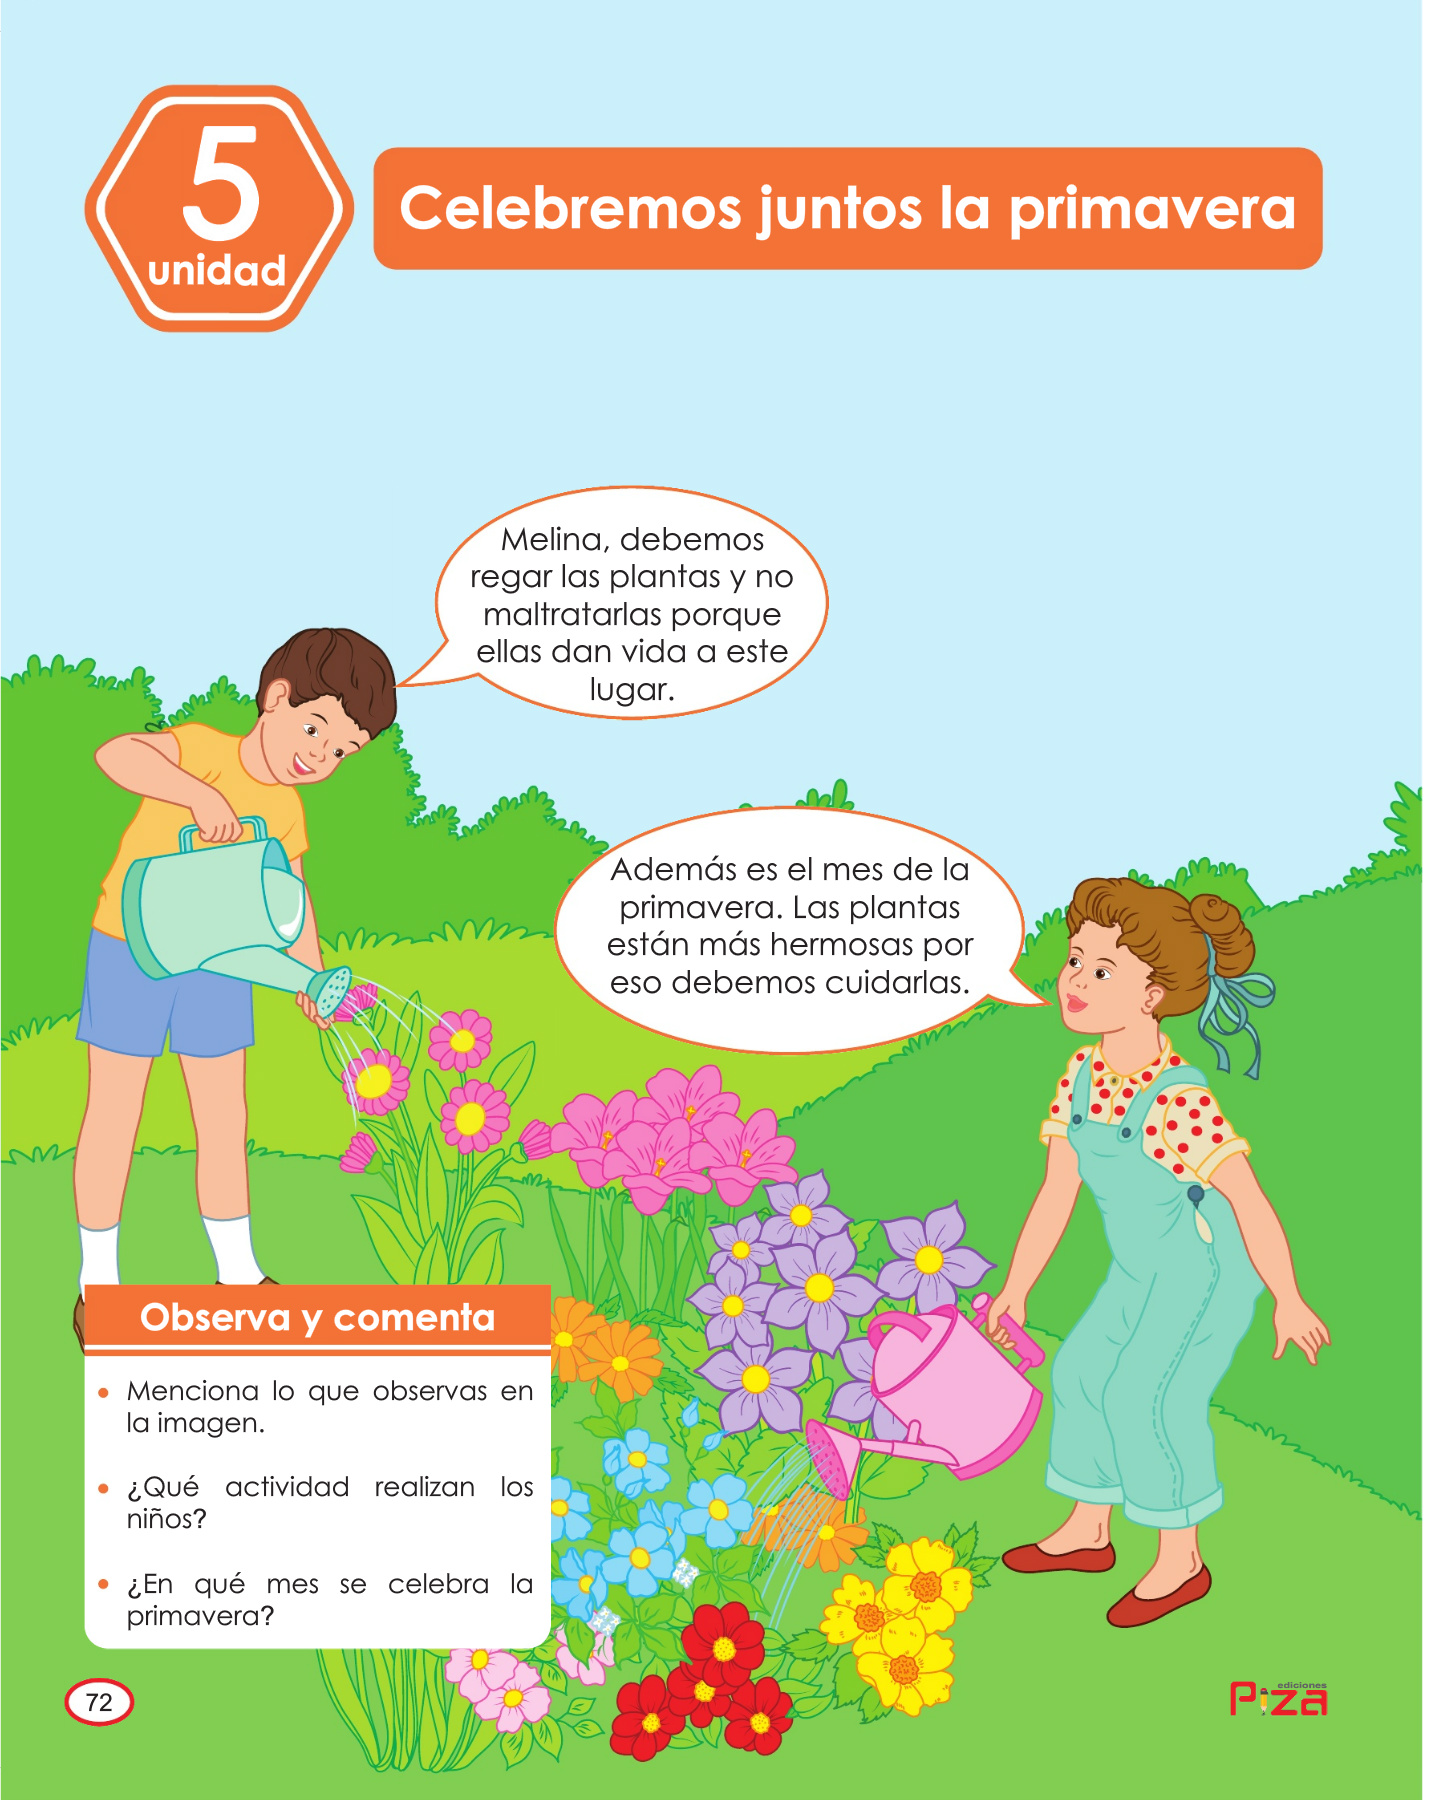 5
unidad
Celebremos juntos la primavera
Melina, debemos
regar las plantas y no
maltratarlas porque
ellas dan vida a este
lugar.
Además es el mes de la
primavera. Las plantas
están más hermosas por
eso debemos cuidarlas.
Observa y comenta
• Menciona lo que observas en
la imagen.
• ¿Qué actividad realizan los
niños?
• ¿En qué mes se celebra la
primavera?
72
ediciones
Piza